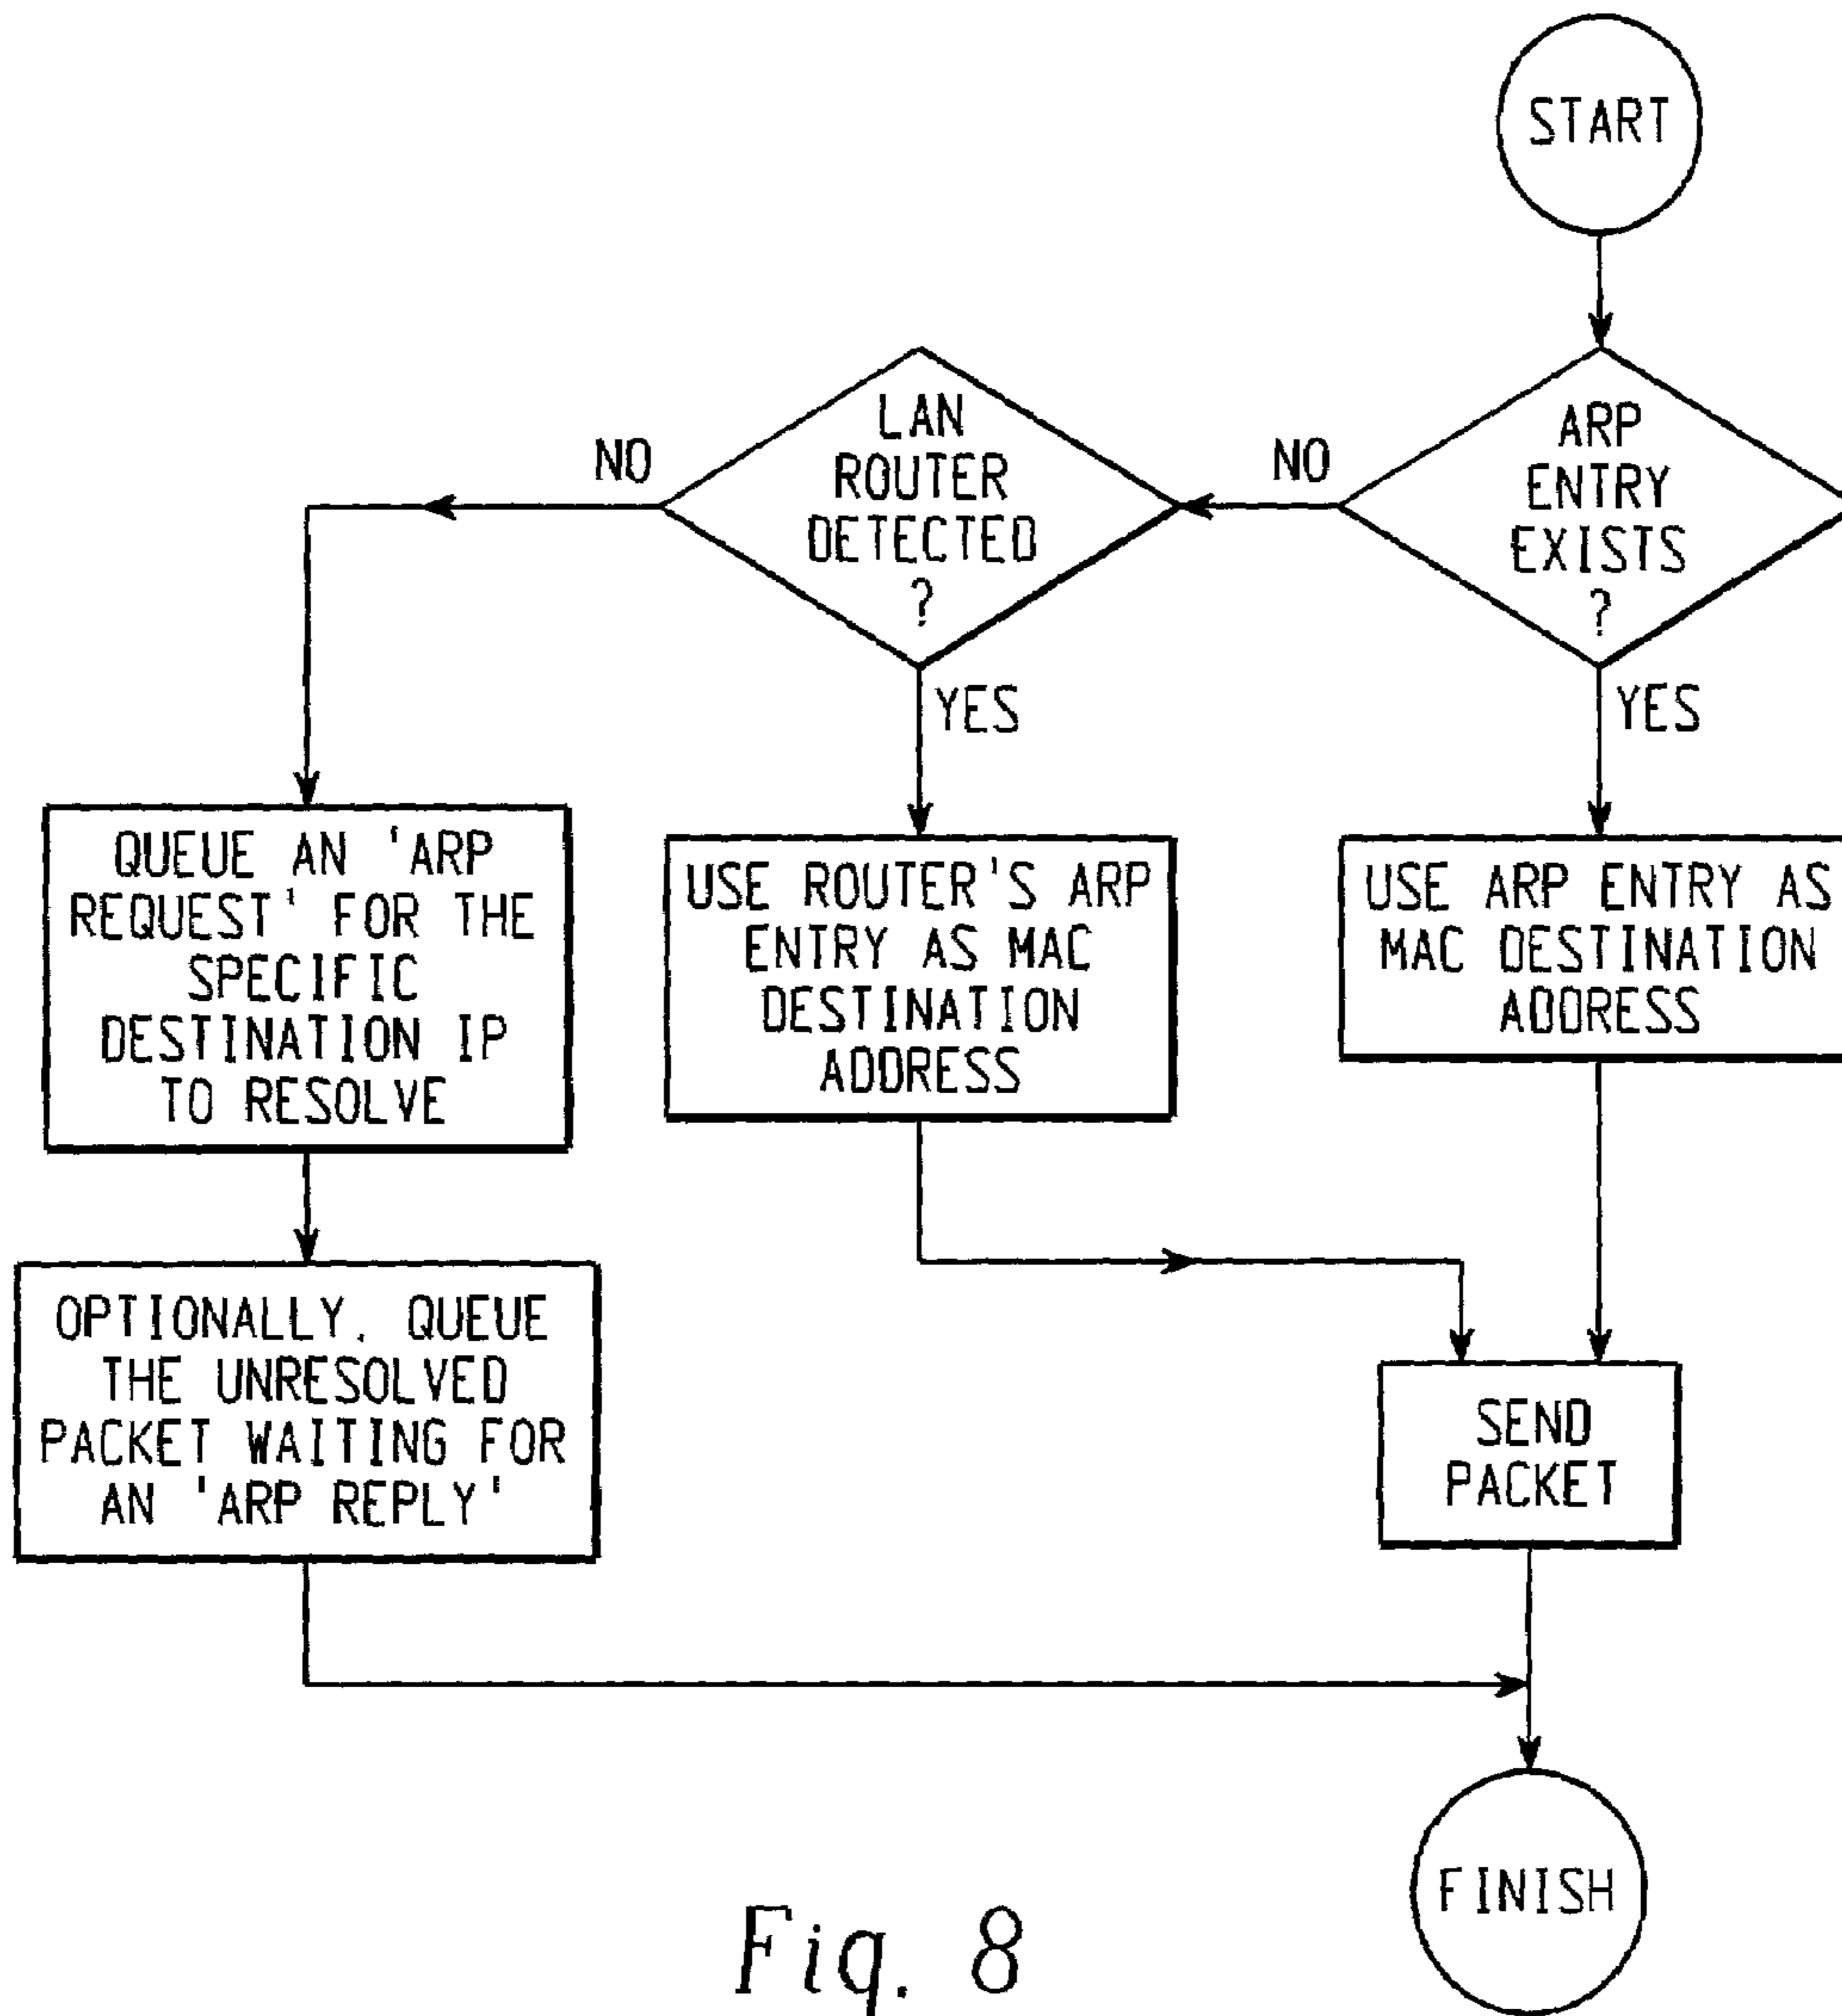 START
ARP
ENTRY
EXISTS
?
NO
YES
LAN
ROUTER
DETECTED
?
NO
YES
QUEUE AN 'ARP
REQUEST' FOR THE
SPECIFIC
DESTINATION IP
TO RESOLVE
USE ROUTER'S ARP
ENTRY AS MAC
DESTINATION
ADDRESS
USE ARP ENTRY AS
MAC DESTINATION
ADDRESS
OPTIONALLY, QUEUE
THE UNRESOLVED
PACKET WAITING FOR
AN 'ARP REPLY'
SEND
PACKET
FINISH
Fig. 8